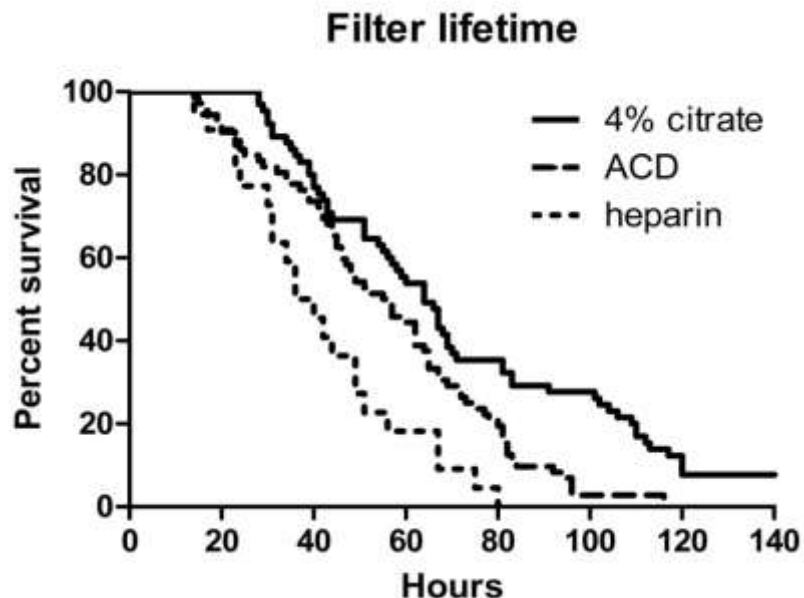 Filter lifetime
100
80
60
40
20
0
Percent survival
4% citrate
ACD
heparin
0 20 40 60 80 100 120 140
Hours